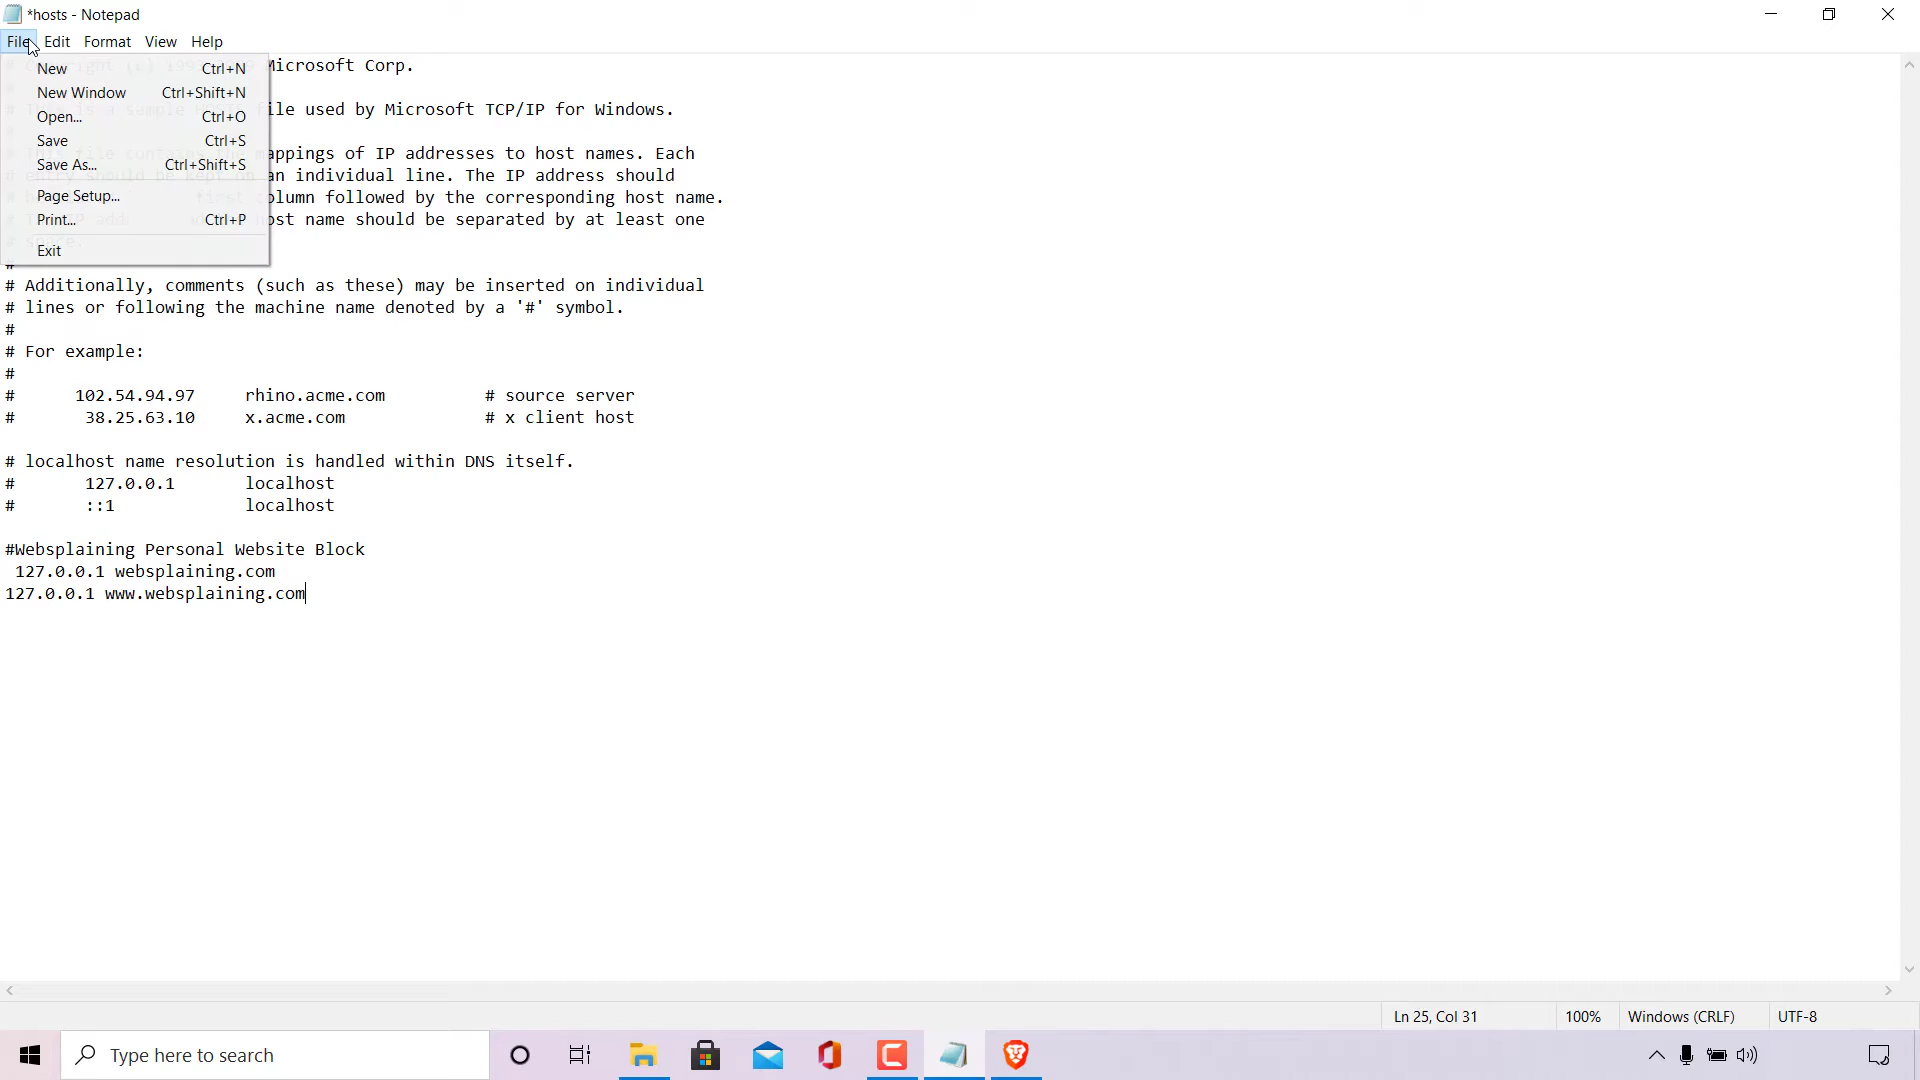 *hosts - Notepad
File Edit Format View Help
New Ctrl+N
New Window Ctrl+Shift+N
Open... Ctrl+O
Save Ctrl+S
Save As... Ctrl+Shift+S
Page Setup...
Print... Ctrl+P
Exit
Microsoft Corp.
file used by Microsoft TCP/IP for Windows.
mappings of IP addresses to host names. Each
an individual line. The IP address should
first column followed by the corresponding host name.
host name should be separated by at least one
#
# Additionally, comments (such as these) may be inserted on individual
# lines or following the machine name denoted by a '#' symbol.
#
# For example:
#
# 102.54.94.97 rhino.acme.com # source server
# 38.25.63.10 x.acme.com # x client host
# localhost name resolution is handled within DNS itself.
# 127.0.0.1 localhost
# ::1 localhost
#Websplaining Personal Website Block
127.0.0.1 websplaining.com
127.0.0.1 www.websplaining.com
Ln 25, Col 31 100% Windows (CRLF) UTF-8
Type here to search